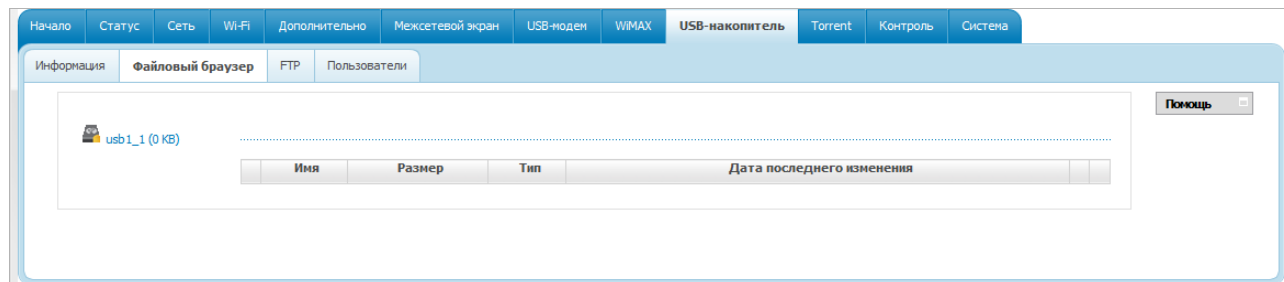 Начало Статус Сеть Wi-Fi Дополнительно Межсетевой экран USB-модем WiMAX USB-накопитель Torrent Контроль Система
Информация Файловый браузер FTP Пользователи
Помощь
usb1_1 (0 KB)
Имя Размер Тип Дата последнего изменения